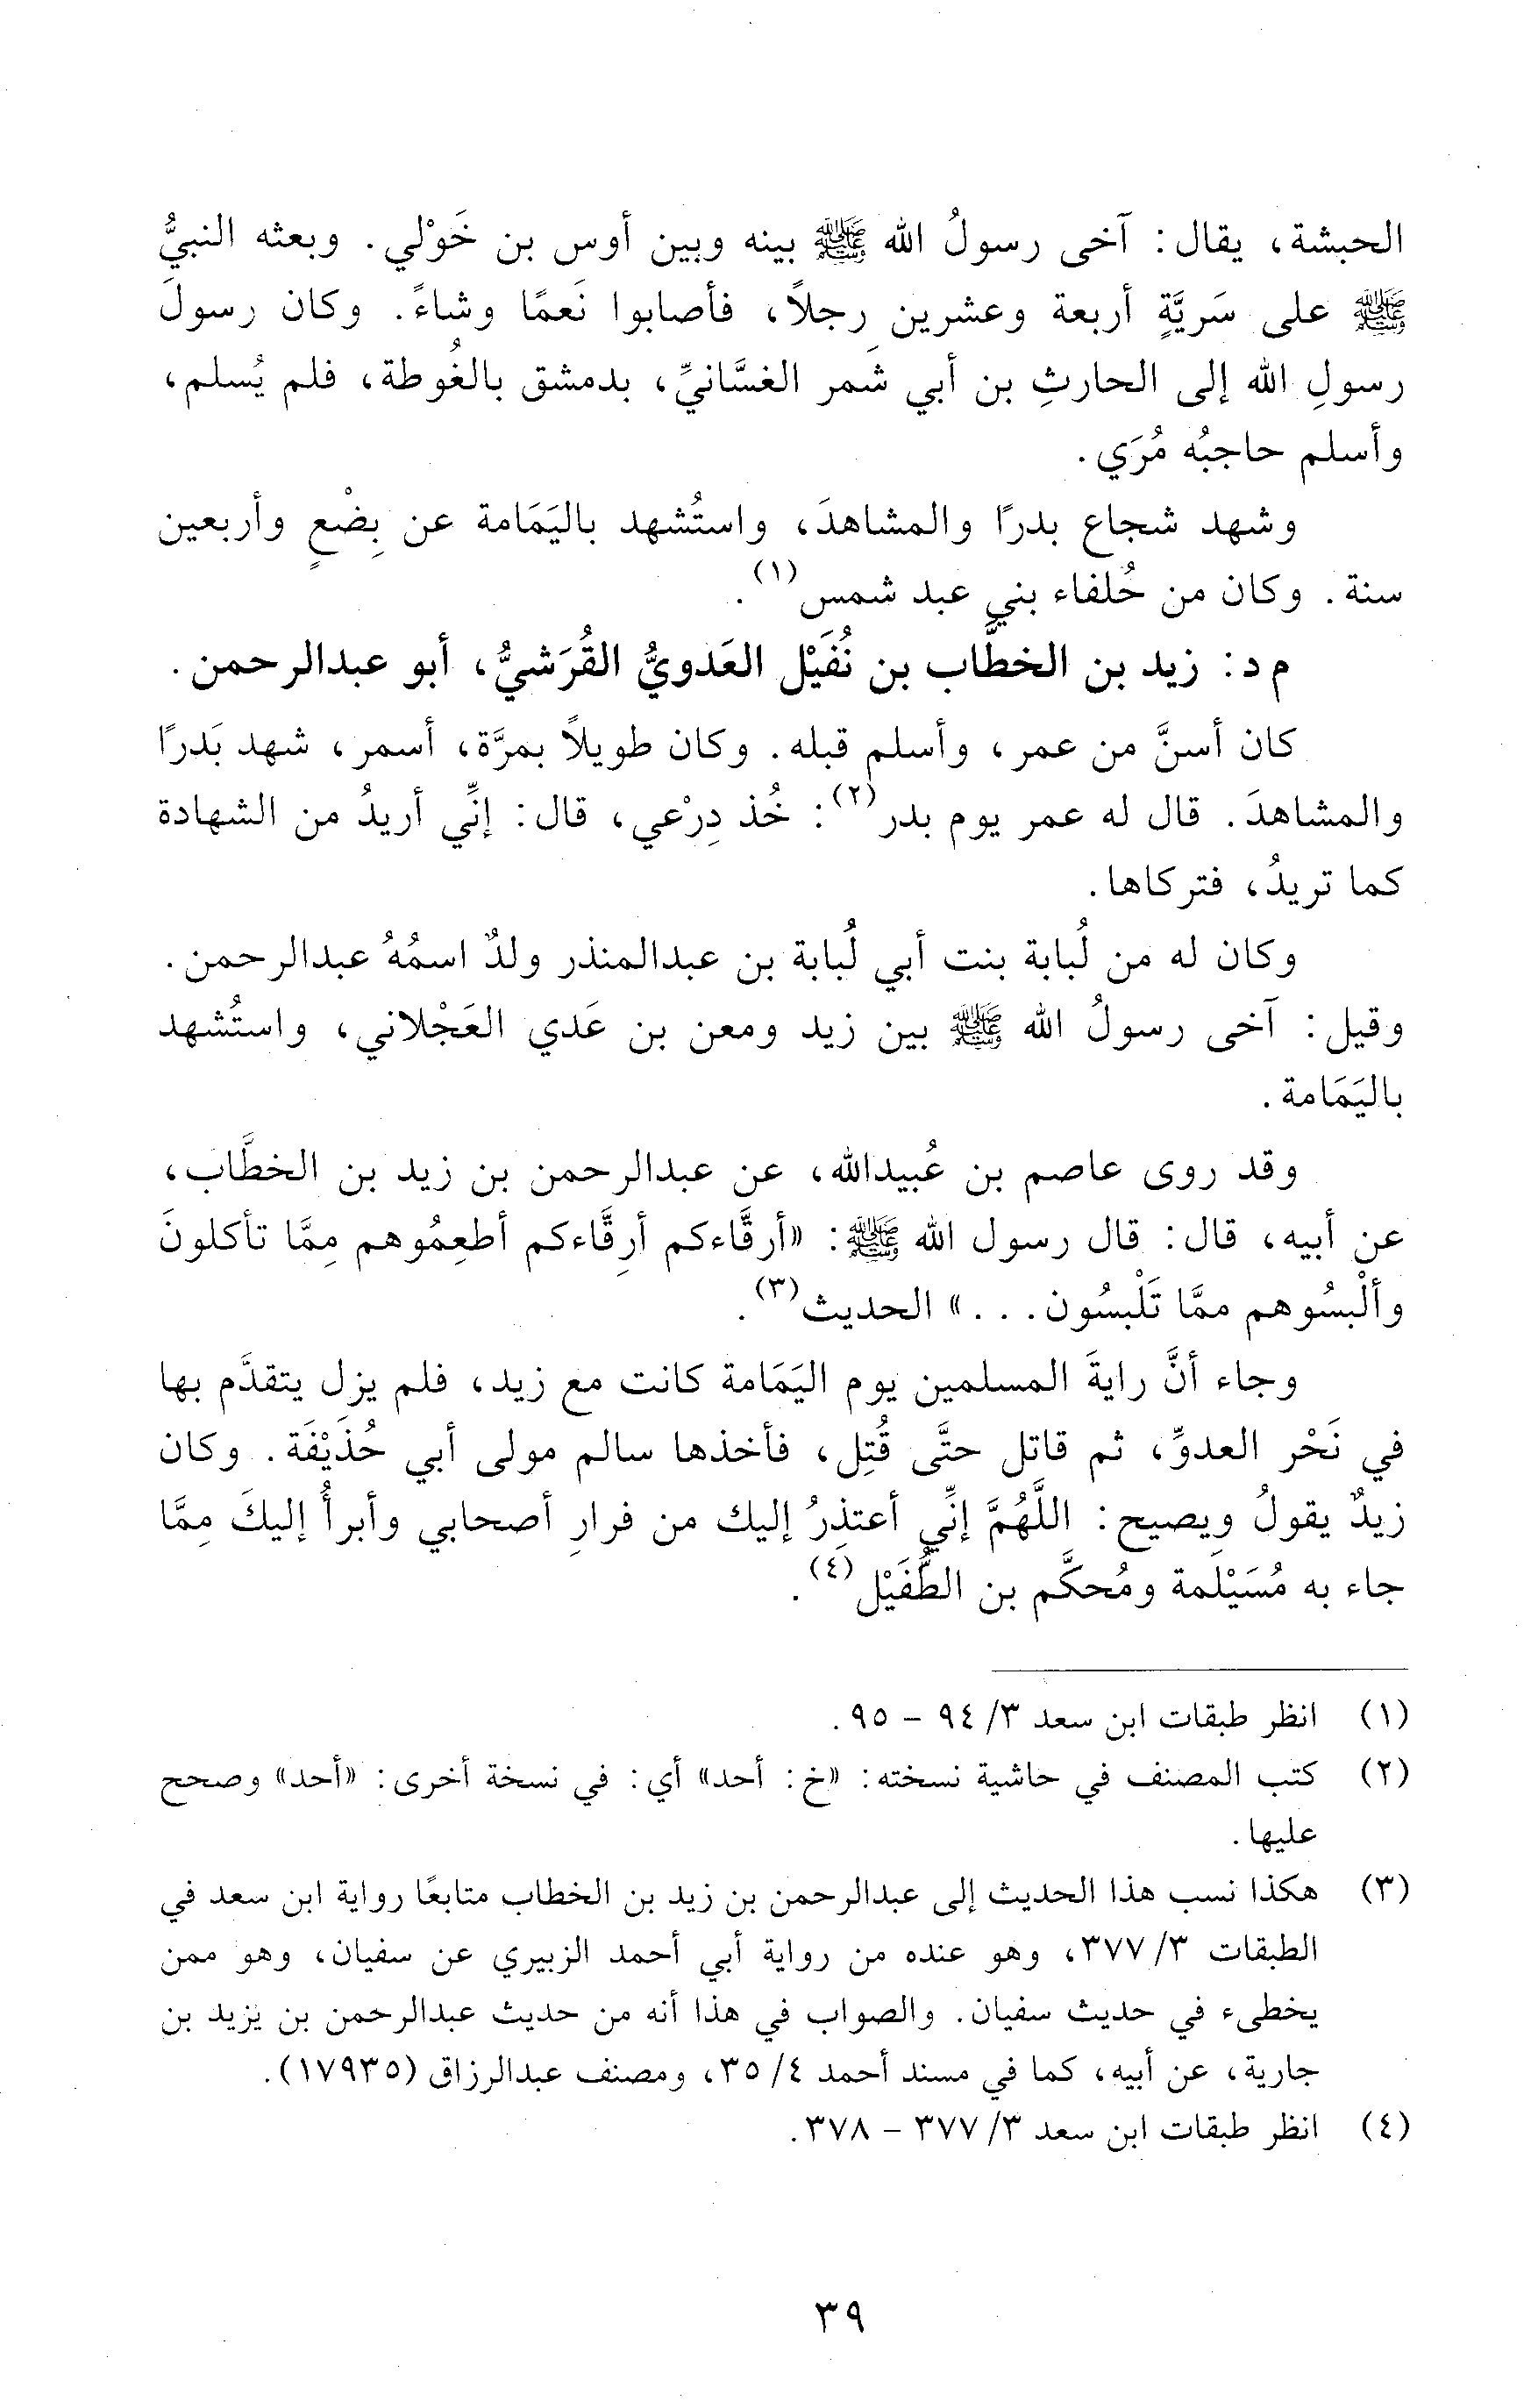 الحبشة، يقال: آخى رسولُ الله ﷺ بينه وبين أوس بن خَوْلي. وبعثه النبيُّ
ﷺ على سَريَّةٍ أربعة وعشرين رجلاً، فأصابوا نَعمًا وشاءً. وكان رسولَ
رسولِ الله إلى الحارثِ بن أبي شَمر الغسَّانيِّ، بدمشق بالغُوطة، فلم يُسلم،
وأسلم حاجبُه مُرَي.
وشهد شجاع بدرًا والمشاهدَ، واستُشهد باليَمَامة عن بِضْعٍ وأربعين
سنة. وكان من حُلفاء بني عبد شمس(١).
م د: زيد بن الخطَّاب بن نُفَيْل العَدويُّ القُرَشيُّ، أبو عبدالرحمن.
كان أسنَّ من عمر، وأسلم قبله. وكان طويلاً بمرَّة، أسمر، شهد بَدرًا
والمشاهدَ. قال له عمر يوم بدر(٢): خُذ دِرْعي، قال: إنِّي أريدُ من الشهادة
كما تريدُ، فتركاها.
وكان له من لُبابة بنت أبي لُبابة بن عبدالمنذر ولدٌ اسمُهُ عبدالرحمن.
وقيل: آخى رسولُ الله ﷺ بين زيد ومعن بن عَدي العَجْلاني، واستُشهد
باليَمَامة.
وقد روى عاصم بن عُبيدالله، عن عبدالرحمن بن زيد بن الخطَّاب،
عن أبيه، قال: قال رسول الله ﷺ: «أرقَّاءكم أرِقَّاءكم أطعِمُوهم مِمَّا تأكلونَ
وألْبسُوهم ممَّا تَلْبسُون...» الحديث(٣).
وجاء أنَّ رايةَ المسلمين يوم اليَمَامة كانت مع زيد، فلم يزل يتقدَّم بها
في نَحْر العدوِّ، ثم قاتل حتَّى قُتِل، فأخذها سالم مولى أبي حُذَيْفَة. وكان
زيدٌ يقولُ ويصيح: اللَّهُمَّ إنِّي أعتذِرُ إليك من فرارِ أصحابي وأبرأُ إليكَ مِمَّا
جاء به مُسَيْلَمة ومُحكَّم بن الطُّفَيْل(٤).
(١) انظر طبقات ابن سعد ٣/ ٩٤ - ٩٥.
(٢) كتب المصنف في حاشية نسخته: «خ: أحد» أي: في نسخة أخرى: «أحد» وصحح
عليها.
(٣) هكذا نسب هذا الحديث إلى عبدالرحمن بن زيد بن الخطاب متابعًا رواية ابن سعد في
الطبقات ٣/ ٣٧٧، وهو عنده من رواية أبي أحمد الزبيري عن سفيان، وهو ممن
يخطىء في حديث سفيان. والصواب في هذا أنه من حديث عبدالرحمن بن يزيد بن
جارية، عن أبيه، كما في مسند أحمد ٤/ ٣٥، ومصنف عبدالرزاق (١٧٩٣٥).
(٤) انظر طبقات ابن سعد ٣/ ٣٧٧ - ٣٧٨.
٣٩